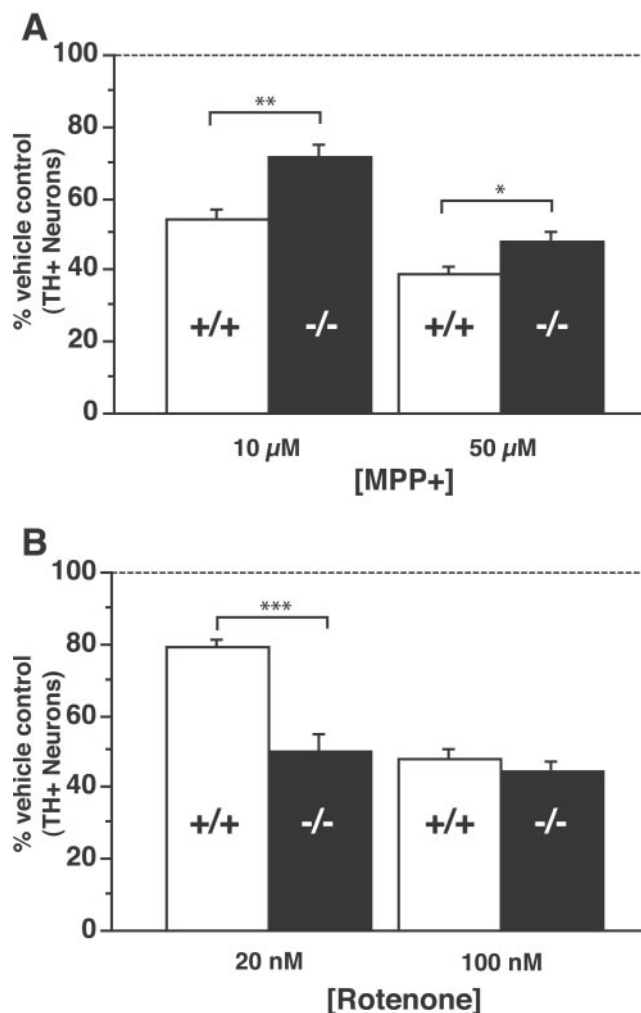 A
100
80
60
40
20
0
% vehicle control
(TH+ Neurons)
**
*
+/+
-/-
+/+
-/-
10 µM
50 µM
[MPP+]
B
100
80
60
40
20
0
% vehicle control
(TH+ Neurons)
***
+/+
-/-
+/+
-/-
20 nM
100 nM
[Rotenone]